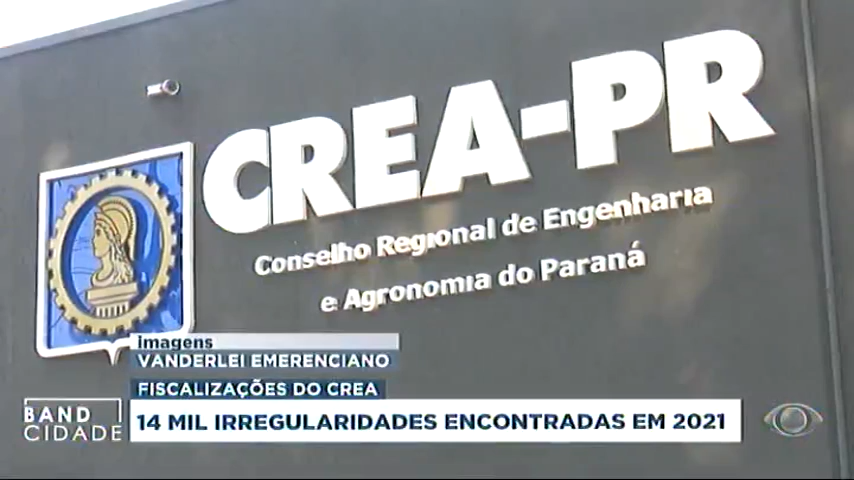 CREA-PR
Conselho Regional de Engenharia
e Agronomia do Paraná
imagens
VANDERLEI EMERENCIANO
FISCALIZAÇÕES DO CREA
BAND
CIDADE
14 MIL IRREGULARIDADES ENCONTRADAS EM 2021